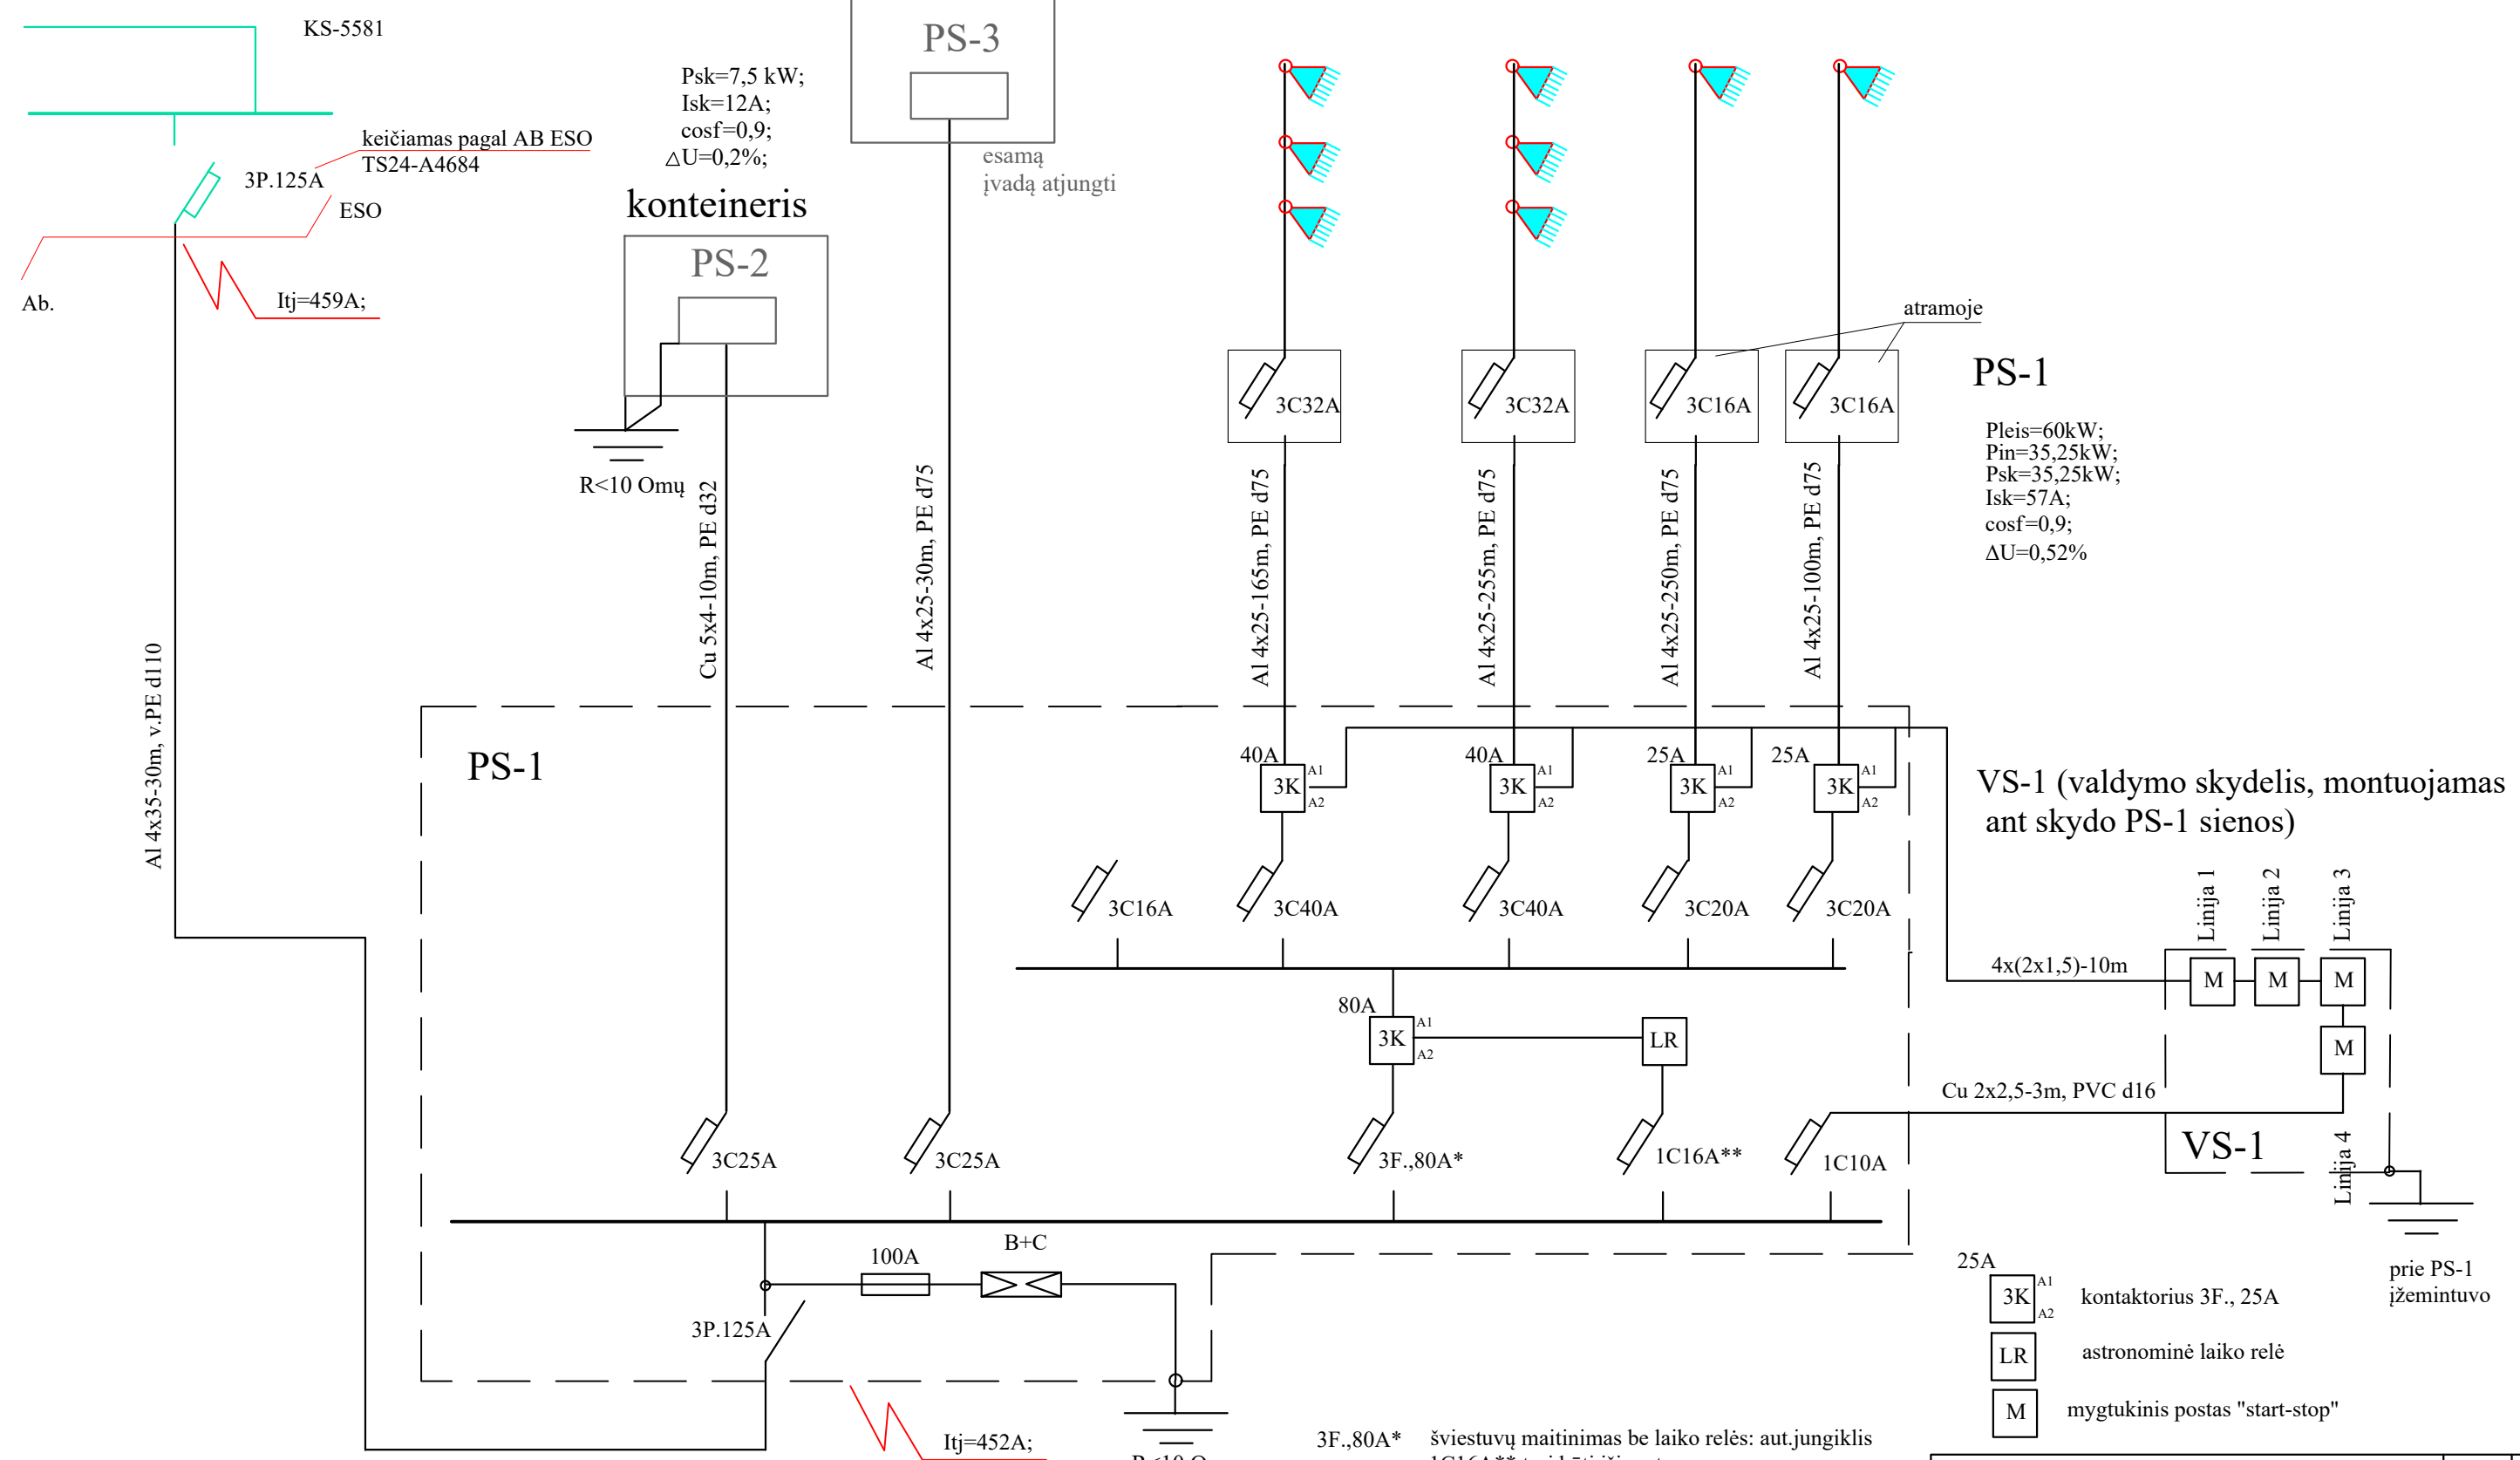 KS-5581
keičiamas pagal AB ESO
TS24-A4684
3P.125A
ESO
Ab.
Itj=459A;
Al 4x35-30m, v.PE d110
Psk=7,5 kW;
Isk=12A;
cosf=0,9;
△U=0,2%;
konteineris
PS-2
R<10 Omų
Cu 5x4-10m, PE d32
PS-3
esamą
įvadą atjungti
Al 4x25-30m, PE d75
3C32A
3C32A
3C16A
3C16A
atramoje
Al 4x25-165m, PE d75
Al 4x25-255m, PE d75
Al 4x25-250m, PE d75
Al 4x25-100m, PE d75
PS-1
Pleis=60kW;
Pin=35,25kW;
Psk=35,25kW;
Isk=57A;
cosf=0,9;
ΔU=0,52%
PS-1
40A
3K
A1
A2
40A
3K
A1
A2
25A
3K
A1
A2
25A
3K
A1
A2
3C16A
3C40A
3C40A
3C20A
3C20A
80A
3K
A1
A2
LR
3C25A
3C25A
3F.,80A*
1C16A**
1C10A
VS-1 (valdymo skydelis, montuojamas
ant skydo PS-1 sienos)
Linija 1
Linija 2
Linija 3
4x(2x1,5)-10m
M
M
M
M
Cu 2x2,5-3m, PVC d16
VS-1
Linija 4
prie PS-1
įžemintuvo
100A
B+C
3P.125A
Itj=452A;
25A
3K
A1
A2
kontaktorius 3F., 25A
LR
astronominė laiko relė
M
mygtukinis postas "start-stop"
3F.,80A*
šviestuvų maitinimas be laiko relės: aut.jungiklis